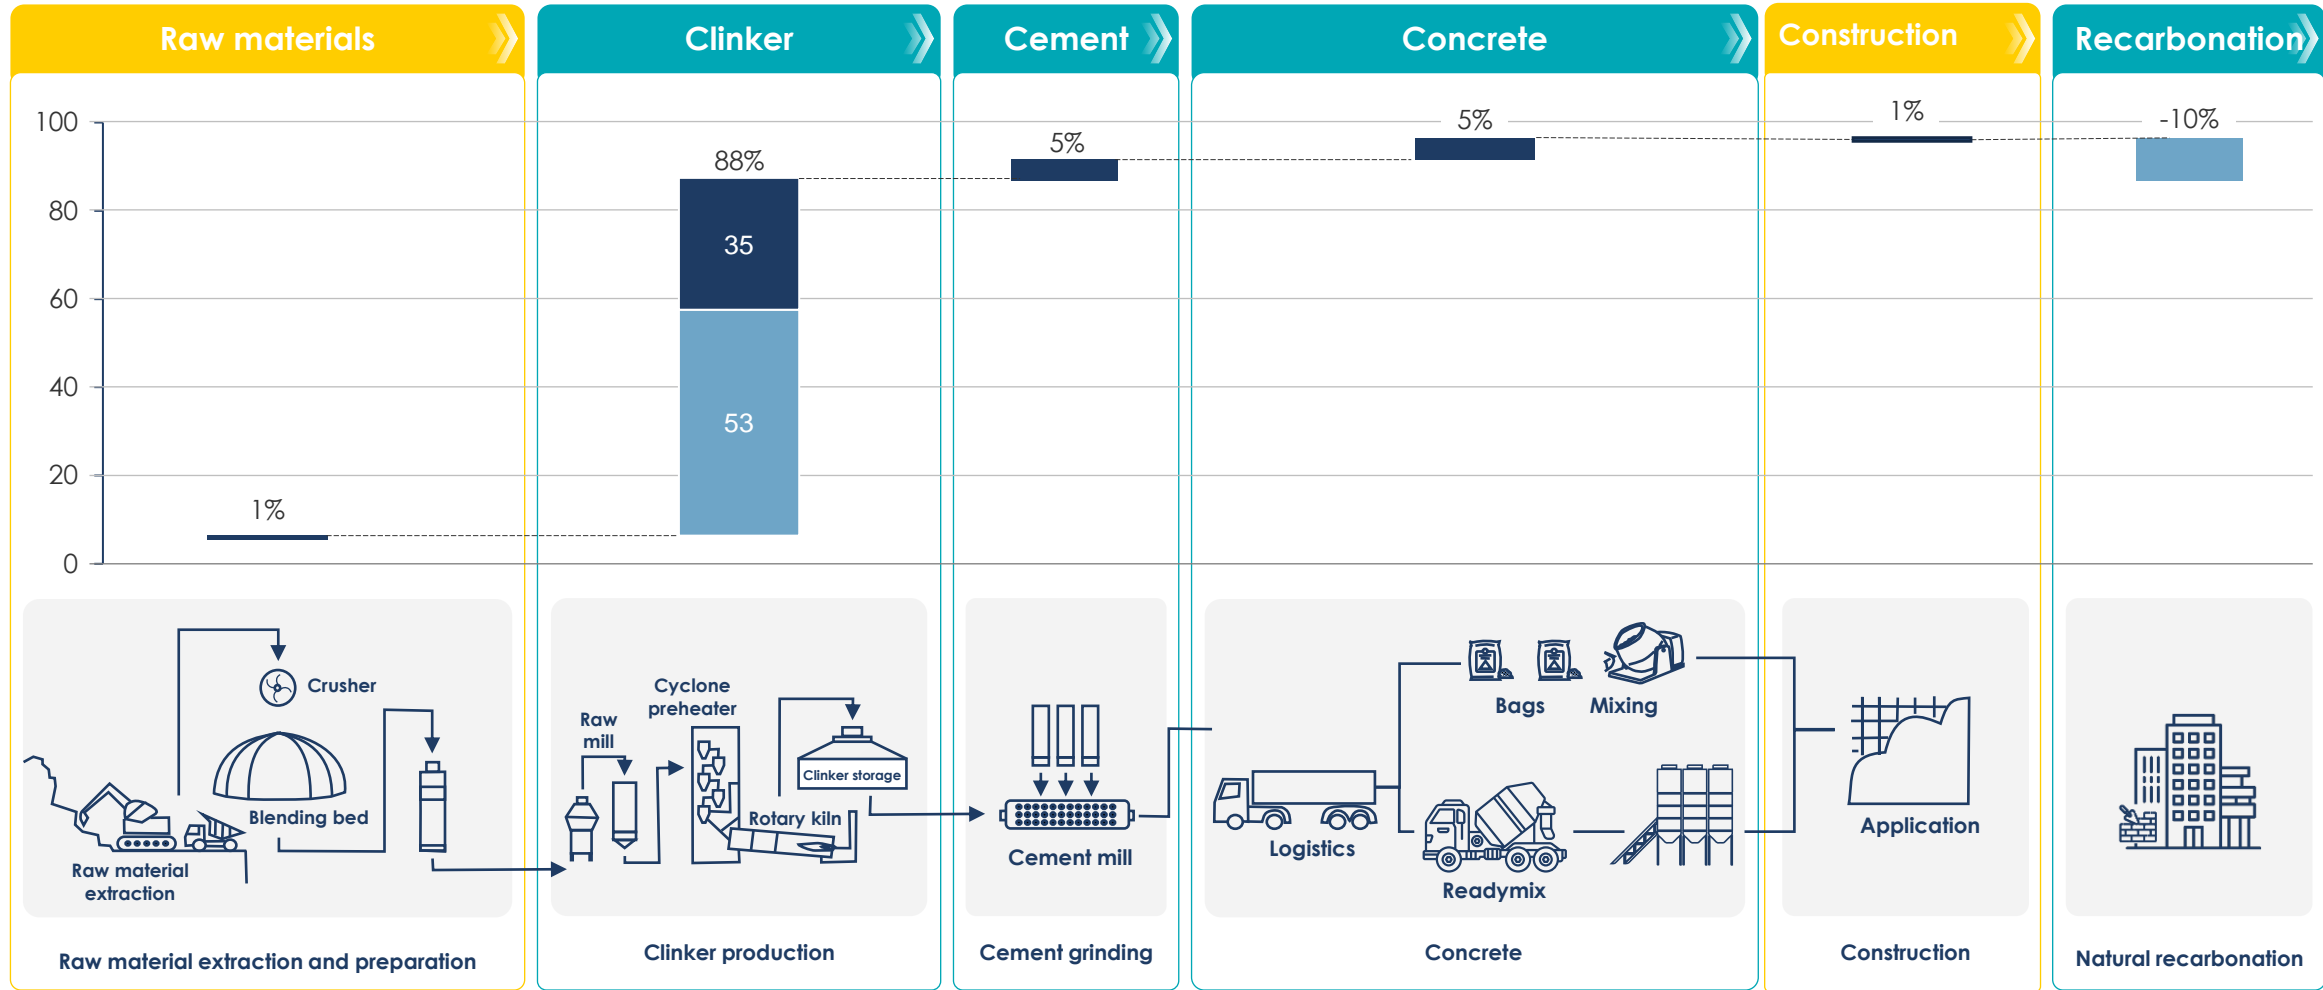 Raw materials
Clinker
Cement
Concrete
Construction
Recarbonation
100
80
60
40
20
0
1%
88%
35
53
5%
5%
1%
-10%
Crusher
Blending bed
Raw material
extraction
Raw
mill
Cyclone
preheater
Clinker storage
Rotary kiln
Cement mill
Logistics
Bags
Mixing
Readymix
Application
Raw material extraction and preparation
Clinker production
Cement grinding
Concrete
Construction
Natural recarbonation